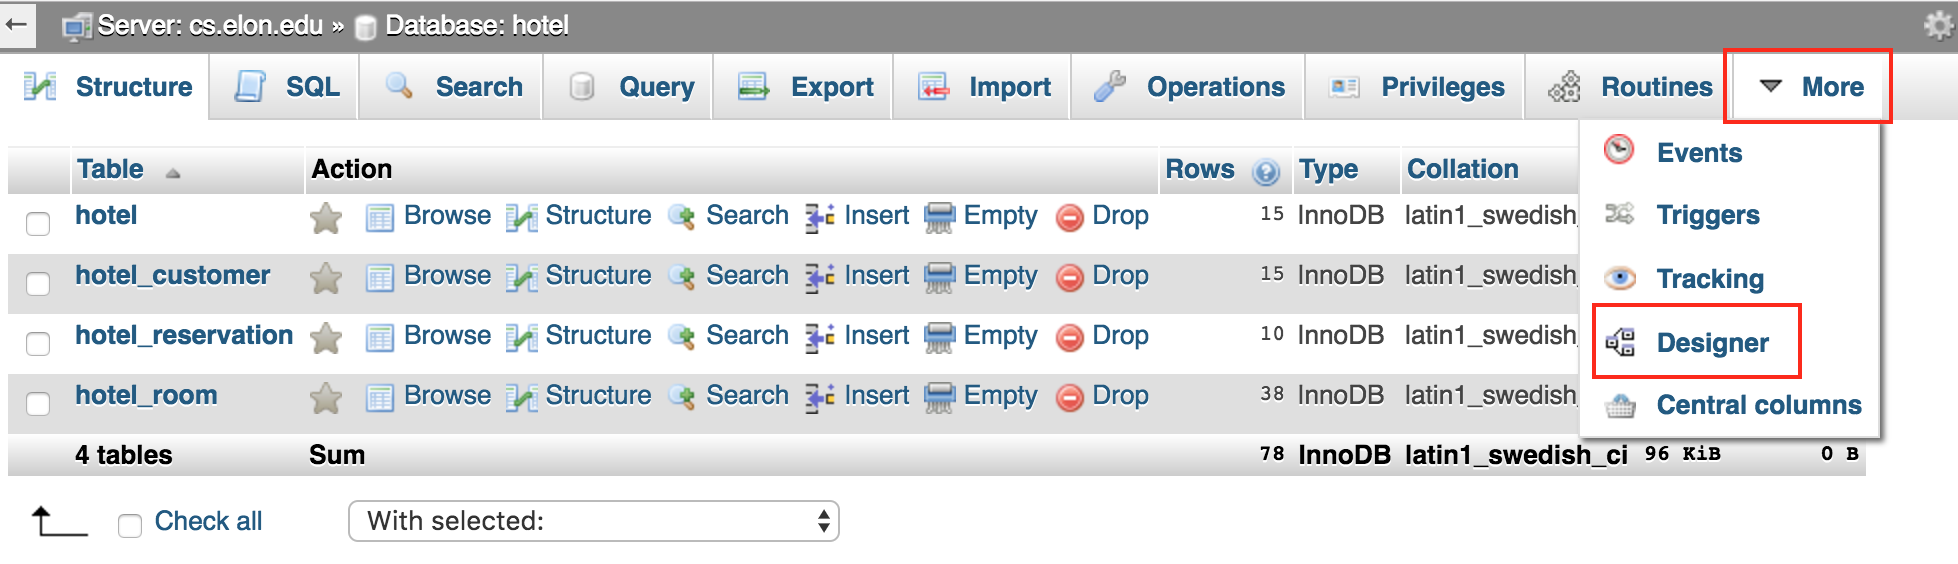 Server: cs.elon.edu » Database: hotel
Structure SQL Search Query Export Import Operations Privileges Routines More
Table Action Rows Type Collation
hotel Browse Structure Search Insert Empty Drop 15 InnoDB latin1_swedish_
hotel_customer Browse Structure Search Insert Empty Drop 15 InnoDB latin1_swedish_
hotel_reservation Browse Structure Search Insert Empty Drop 10 InnoDB latin1_swedish_
hotel_room Browse Structure Search Insert Empty Drop 38 InnoDB latin1_swedish_
4 tables Sum 78 InnoDB latin1_swedish_ci 96 KiB 0 B
Check all With selected:
Events
Triggers
Tracking
Designer
Central columns